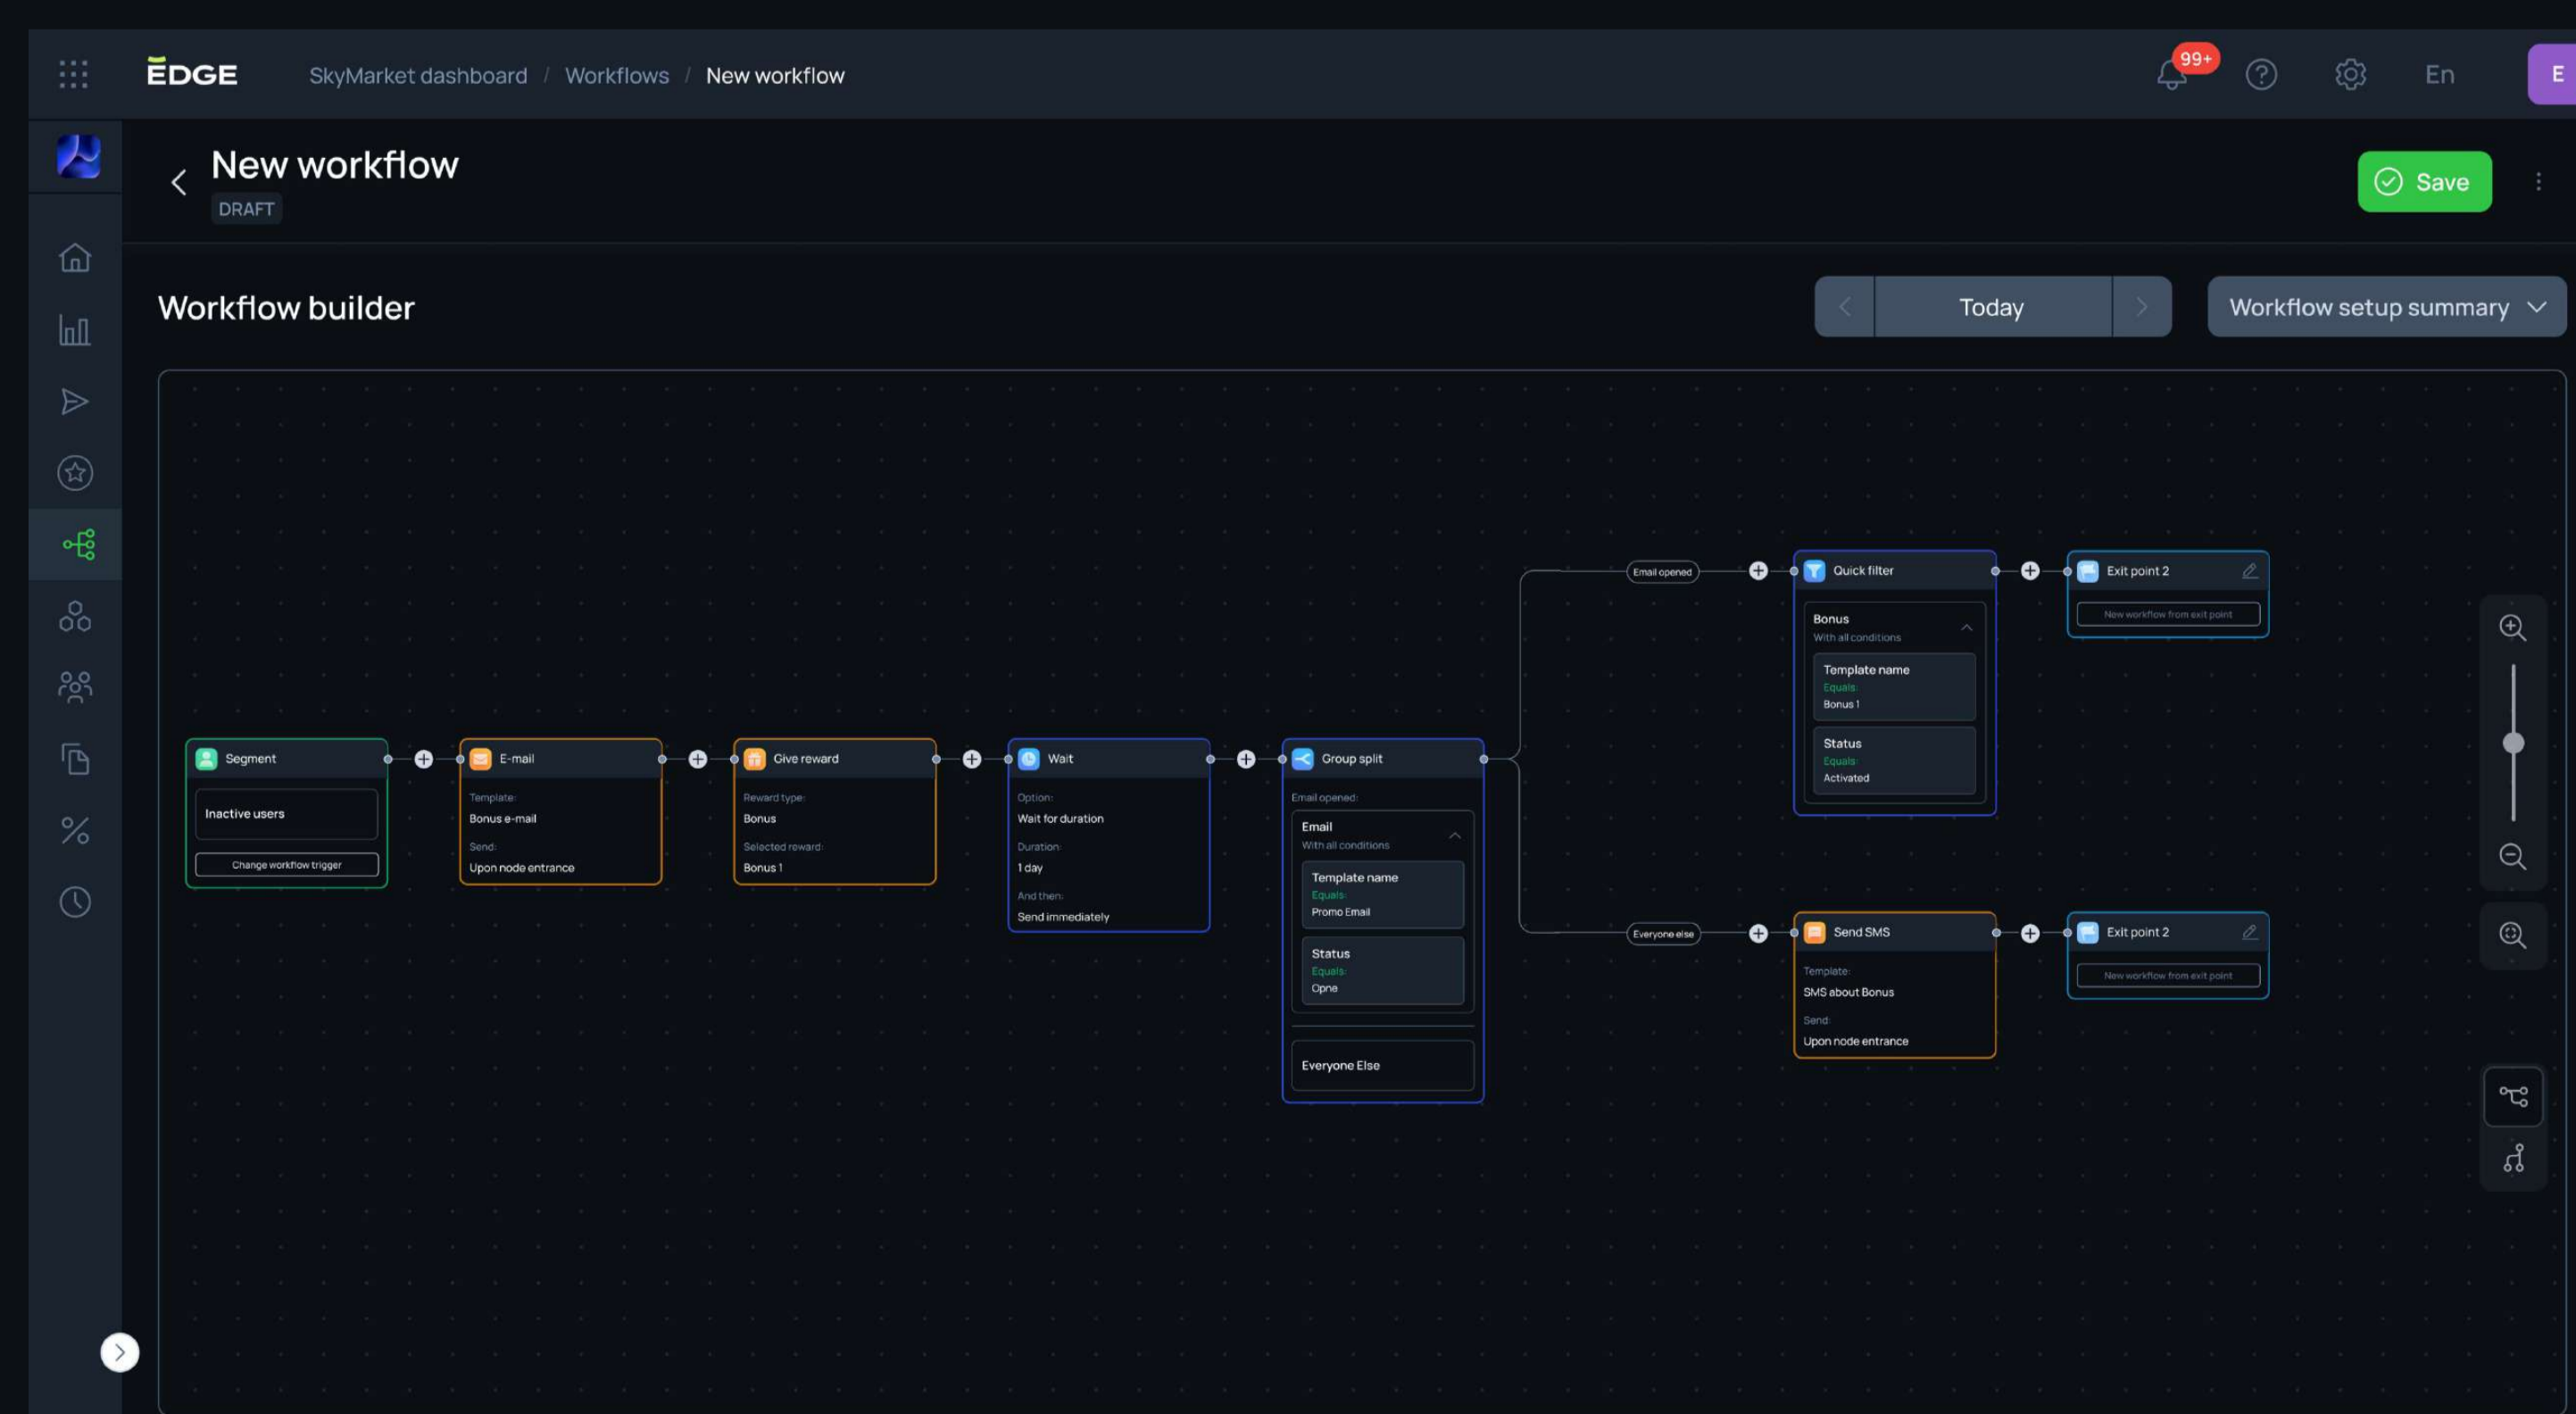 ĒDGE
SkyMarket dashboard / Workflows / New workflow
99+
En
E
New workflow
DRAFT
Save
Workflow builder
Today
Workflow setup summary
Segment
Inactive users
Change workflow trigger
E-mail
Template:
Bonus e-mail
Send:
Upon node entrance
Give reward
Reward type:
Bonus
Selected reward:
Bonus 1
Wait
Option:
Wait for duration
Duration:
1 day
And then:
Send immediately
Group split
Email opened:
Email
With all conditions
Template name
Equals:
Promo Email
Status
Equals:
Opne
Everyone Else
Email opened
Quick filter
Bonus
With all conditions
Template name
Equals:
Bonus 1
Status
Equals:
Activated
Exit point 2
New workflow from exit point
Everyone else
Send SMS
Template:
SMS about Bonus
Send:
Upon node entrance
Exit point 2
New workflow from exit point